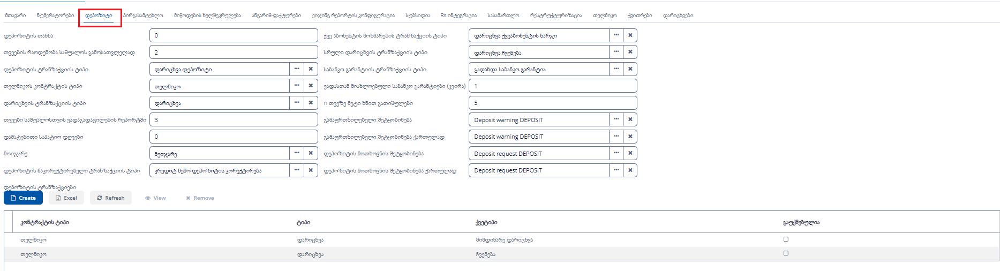 მთავარი ნუმერატორები დეპოზიტი პირგასამტეხლო მიწოდების ხელშეკრულება ანგარიშ-ფაქტურები ეიჯინგ რეპორტის კონფიგურაცია სუბსიდია Rs ინტეგრაცია სასამართლო რესტრუქტურიზაცია თელმიკო ქვითრები დარიცხვები
დეპოზიტის თანხა 0 ქვე აბონენტის მოხმარების ტრანზაქციის ტიპი დარიცხვა ქვეაბონენტის ხარჯი
თვეების რაოდენობა საშუალოს გამოსათვლელად 2 სრული დარიცხვის ტრანზაქციის ტიპი დარიცხვა ჩვენება
დეპოზიტის ტრანზაქციის ტიპი დარიცხვა დეპოზიტი საბანკო გარანტიის ტრანზაქციის ტიპი გადახდა საბანკო გარანტია
თელმიკოს კონტრაქტის ტიპი თელმიკო ვადასთან მიახლოებული საბანკო გარანტიები (კვირა) 1
დარიცხვის ტრანზაქციის ტიპი დარიცხვა n თვეზე მეტი ხნით გათიშულები 5
თვეები საშუალოსთვის ვადაგადაცილების რეპორტში 3 გამაფრთხილებელი შეტყობინება Deposit warning DEPOSIT
დამატებითი საპატიო დღეები 0 გამაფრთხილებელი შეტყობინება ქართულად Deposit warning DEPOSIT
მოიჯარე მეიჯარე დეპოზიტის მოთხოვნის შეტყობინება Deposit request DEPOSIT
დეპოზიტის მაკორექტირებელი ტრანზაქციის ტიპი კრედიტ მემო დეპოზიტის კორექტირება დეპოზიტის მოთხოვნის შეტყობინება ქართულად Deposit request DEPOSIT
დეპოზიტის ტრანზაქციები
Create Excel Refresh View Remove
კონტრაქტის ტიპი ტიპი ქვეტიპი გაუქმებულია
თელმიკო დარიცხვა მიმდინარე დარიცხვა
თელმიკო დარიცხვა ჩვენება